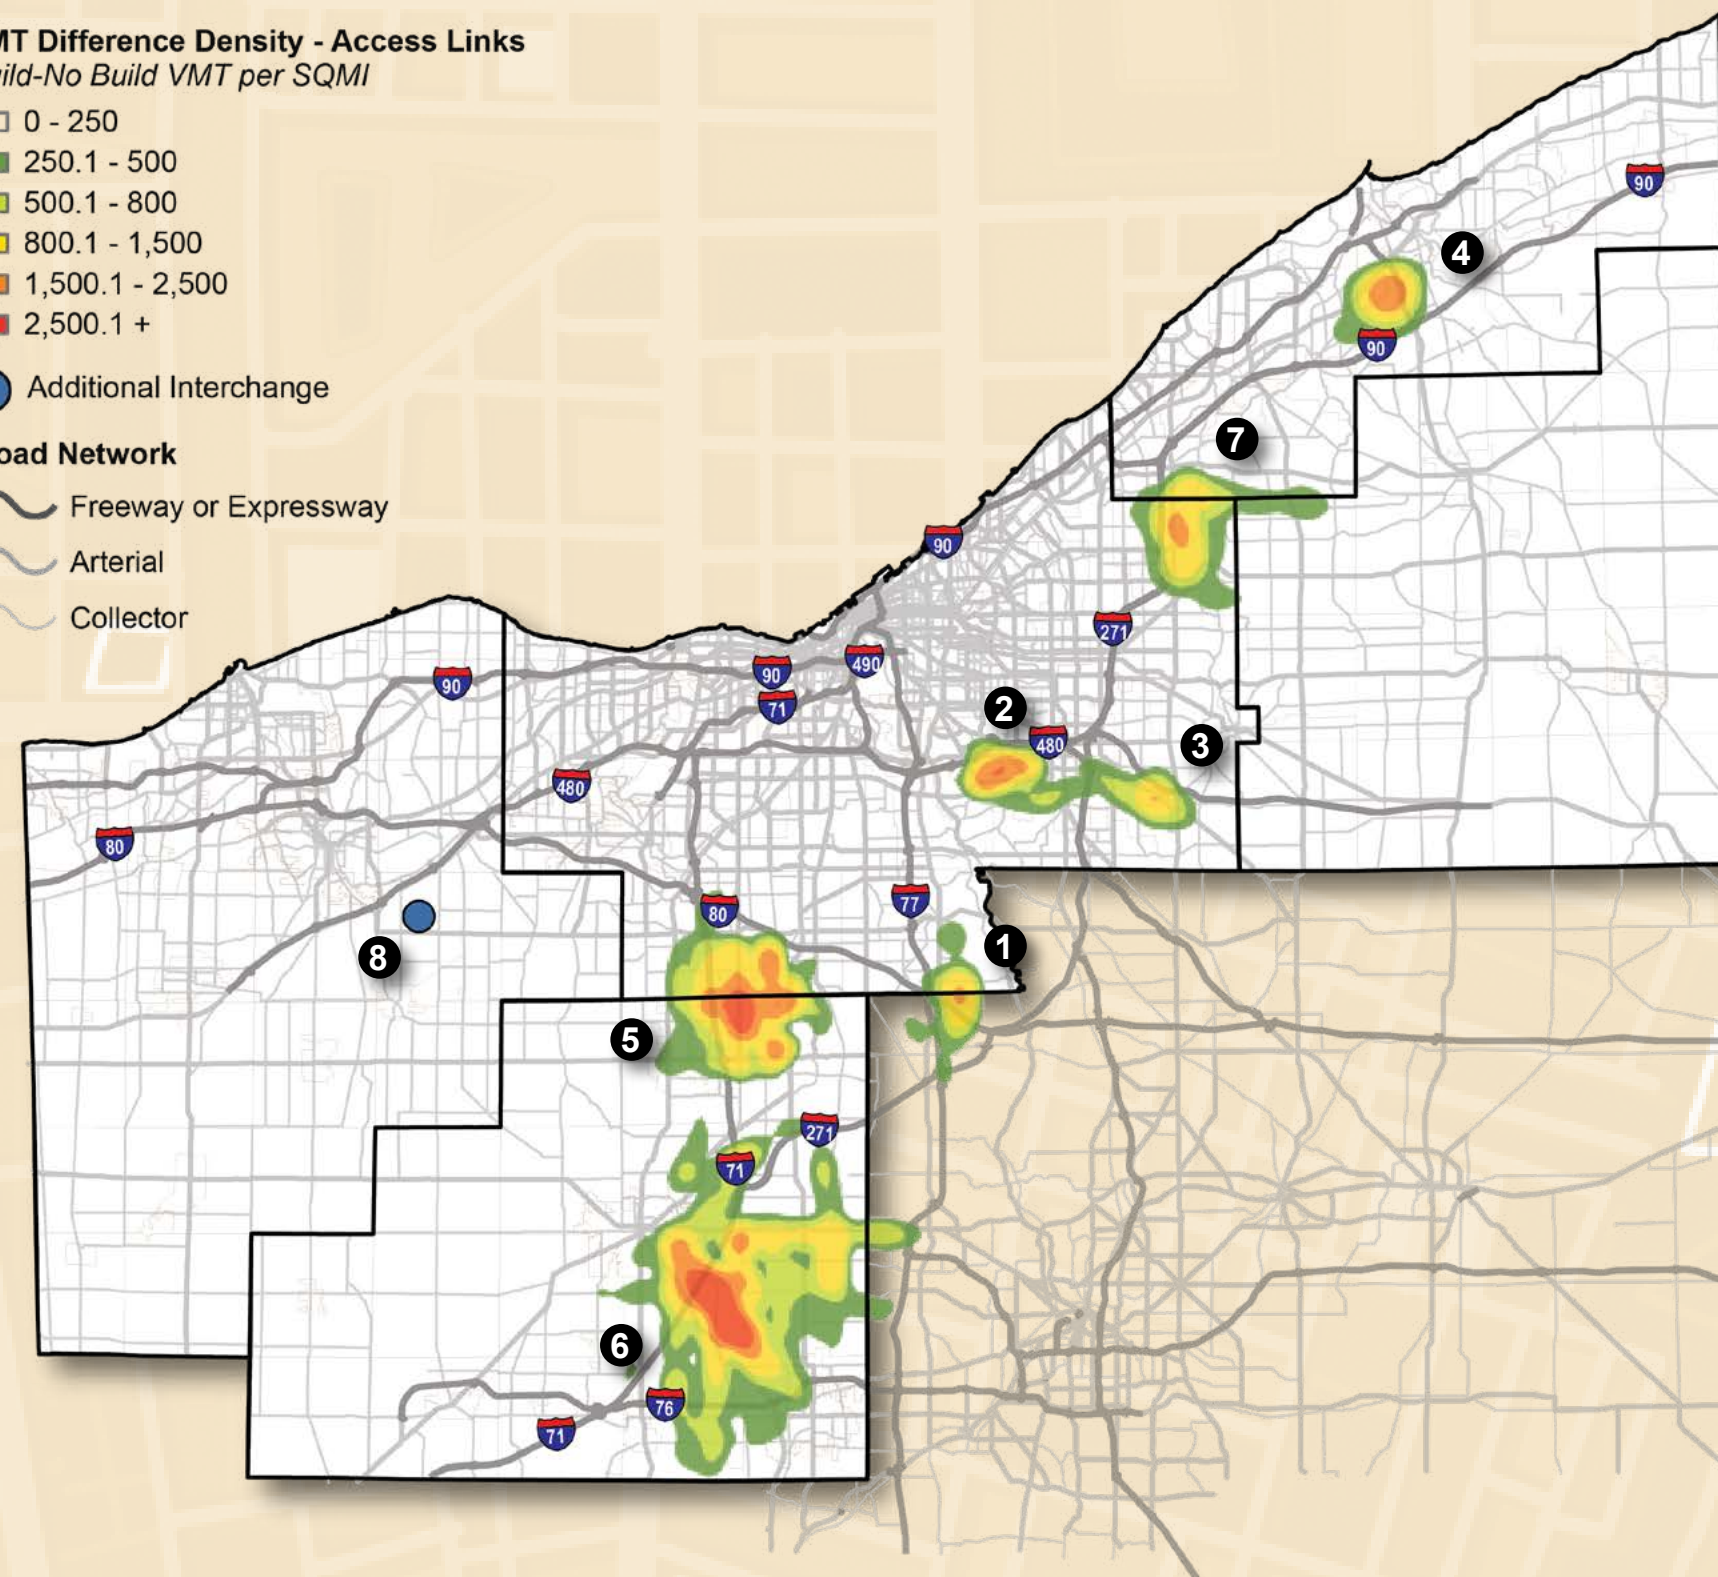 MT Difference Density - Access Links
ild-No Build VMT per SQMI
0 - 250
250.1 - 500
500.1 - 800
800.1 - 1,500
1,500.1 - 2,500
2,500.1 +
Additional Interchange
oad Network
Freeway or Expressway
Arterial
Collector
90
4
90
7
90
271
90
490
90
71
2
480
3
480
80
80
77
8
1
5
271
71
6
76
71